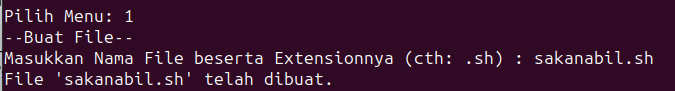 Pilih Menu: 1
--Buat File--
Masukkan Nama File beserta Extensionnya (cth: .sh) : sakanabil.sh
File 'sakanabil.sh' telah dibuat.